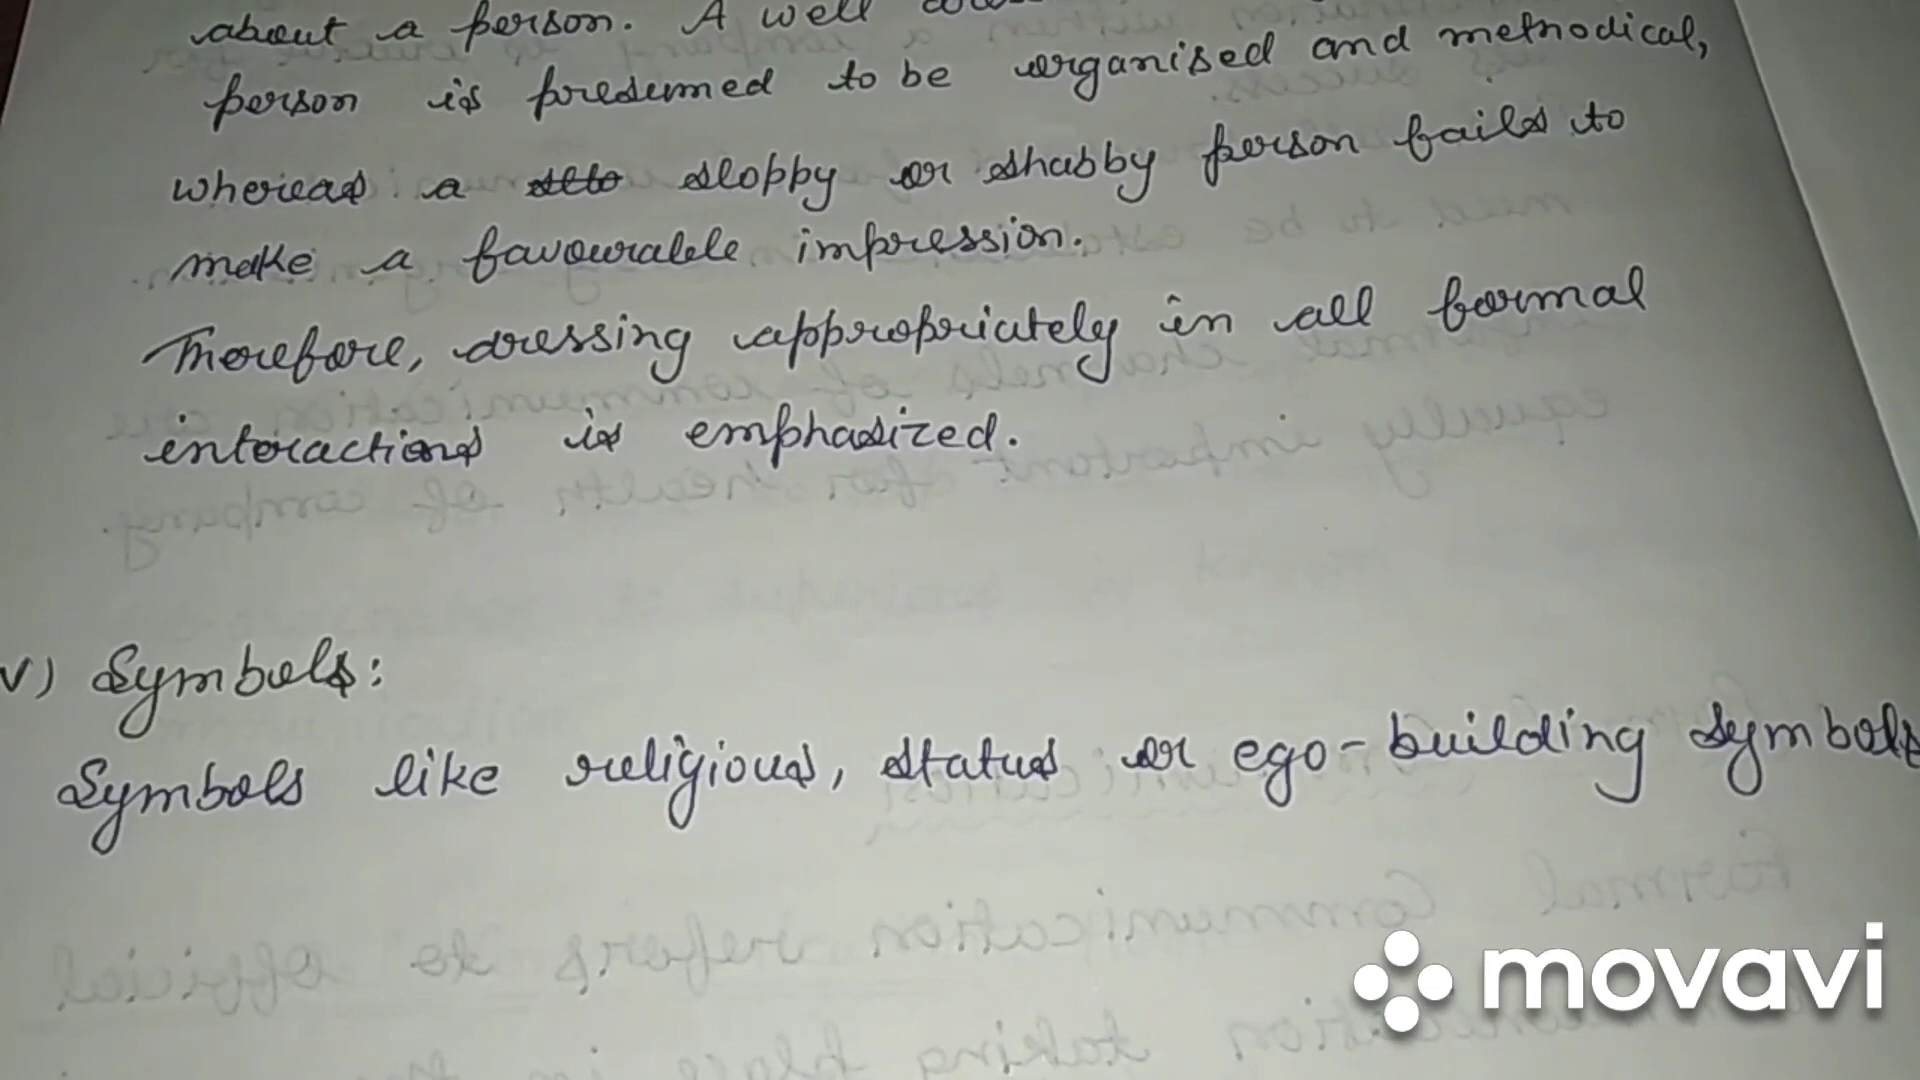 about a person. A well
person is presumed to be organised and methodical,
whereas a sloppy or shabby person fails to
make a favourable impression.
Therefore, dressing appropriately in all formal
interactions is emphasized.
v) Symbols:
Symbols like religious, status or ego-building symbols
movavi